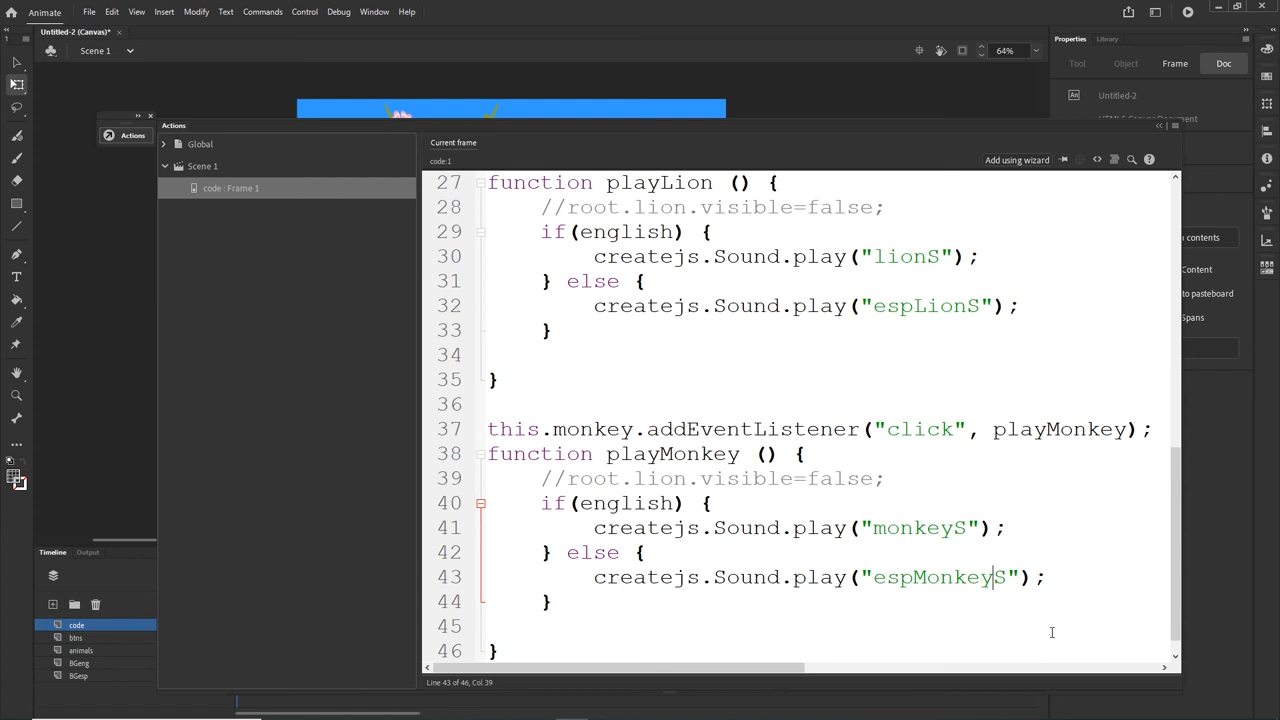 Animate File Edit View Insert Modify Text Commands Control Debug Window Help
Untitled-2 (Canvas)* ×
Scene 1
64%
Properties Library
Tool Object Frame Doc
An Untitled-2
HTML5 Canvas Document
Actions
Actions
Global
Scene 1
code : Frame 1
Current frame
code:1
Add using wizard
27 function playLion () {
28 //root.lion.visible=false;
29 if(english) {
30 createjs.Sound.play("lionS");
31 } else {
32 createjs.Sound.play("espLionS");
33 }
34
35 }
36
37 this.monkey.addEventListener("click", playMonkey);
38 function playMonkey () {
39 //root.lion.visible=false;
40 if(english) {
41 createjs.Sound.play("monkeyS");
42 } else {
43 createjs.Sound.play("espMonkeyS");
44 }
45
46 }
Line 43 of 46, Col 39
contents
Content
to pasteboard
Spans
Timeline Output
code
btns
animals
BGeng
BGesp